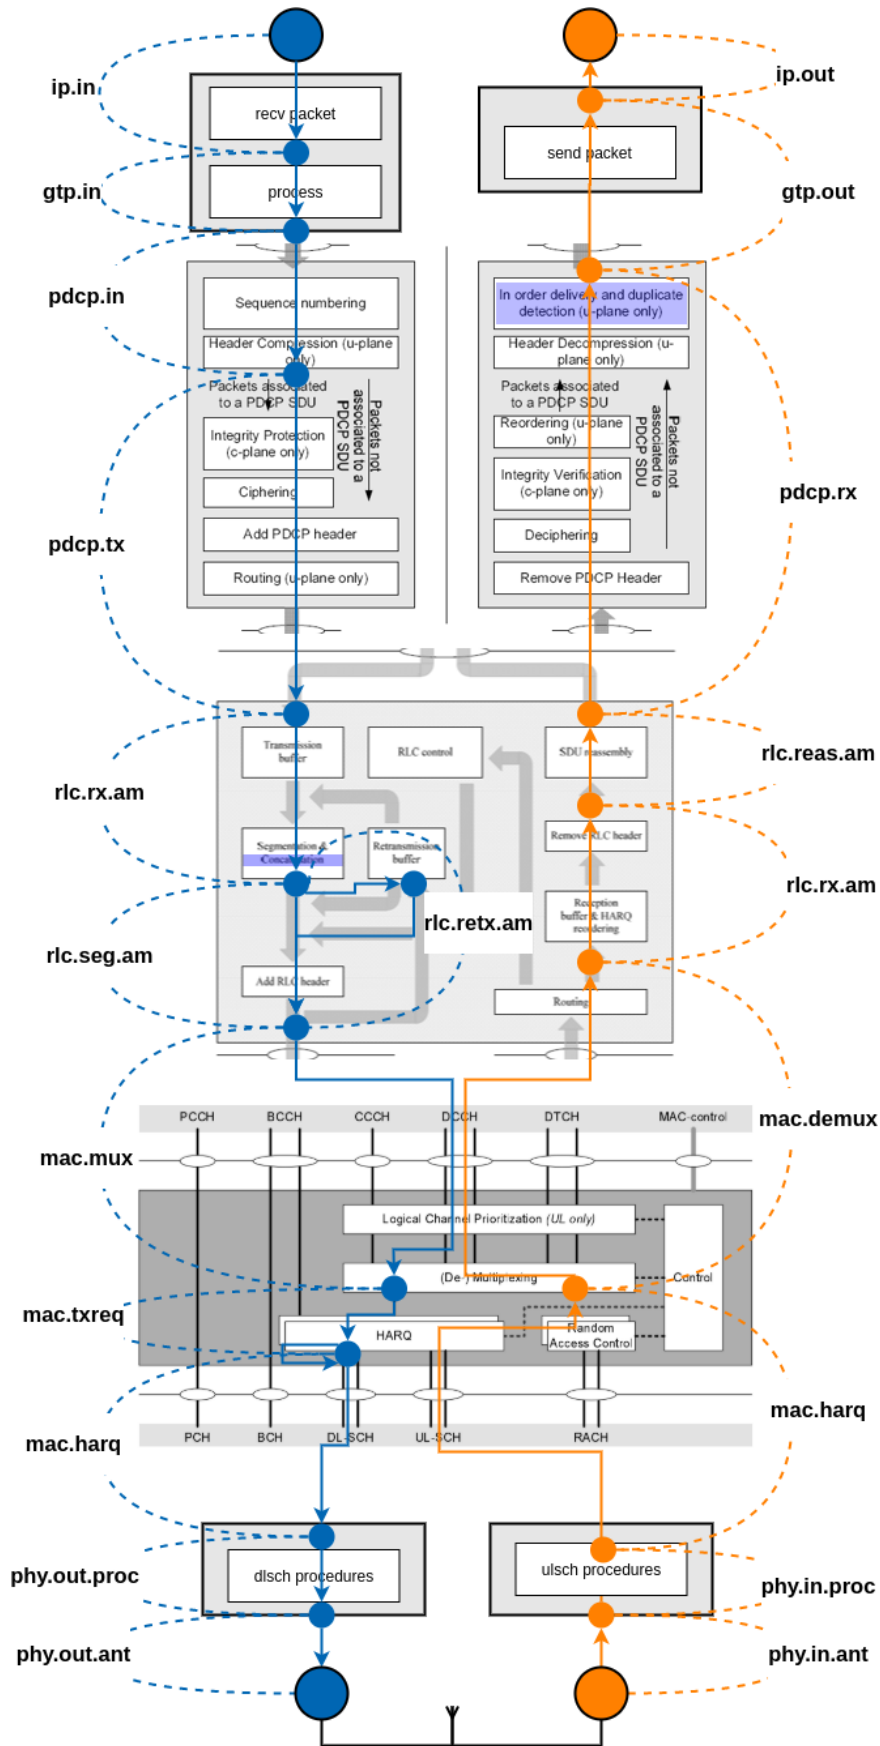 ip.in
ip.out
recv packet
send packet
gtp.in
process
gtp.out
pdcp.in
Sequence numbering
In order delivery and duplicate
detection (u-plane only)
Header Compression (u-plane
only)
Header Decompression (u-
plane only)
Packets associated
to a PDCP SDU
Packets not
associated to a
PDCP SDU
Packets associated
to a PDCP SDU
Packets not
associated to a
PDCP SDU
Integrity Protection
(c-plane only)
Reordering (u-plane
only)
Ciphering
Integrity Verification
(c-plane only)
pdcp.rx
pdcp.tx
Add PDCP header
Deciphering
Routing (u-plane only)
Remove PDCP Header
Transmission
buffer
RLC control
SDU reassembly
rlc.reas.am
rlc.rx.am
Segmentation &
Concatenation
Retransmission
buffer
Remove RLC header
rlc.rx.am
rlc.retx.am
Reception
buffer & HARQ
reordering
rlc.seg.am
Add RLC header
Routing
PCCH
BCCH
CCCH
DCCH
DTCH
MAC-control
mac.demux
mac.mux
Logical Channel Prioritization (UL only)
(De-) Multiplexing
Control
mac.txreq
HARQ
Random
Access Control
mac.harq
mac.harq
PCH
BCH
DL-SCH
UL-SCH
RACH
phy.out.proc
dlsch procedures
ulsch procedures
phy.in.proc
phy.out.ant
phy.in.ant